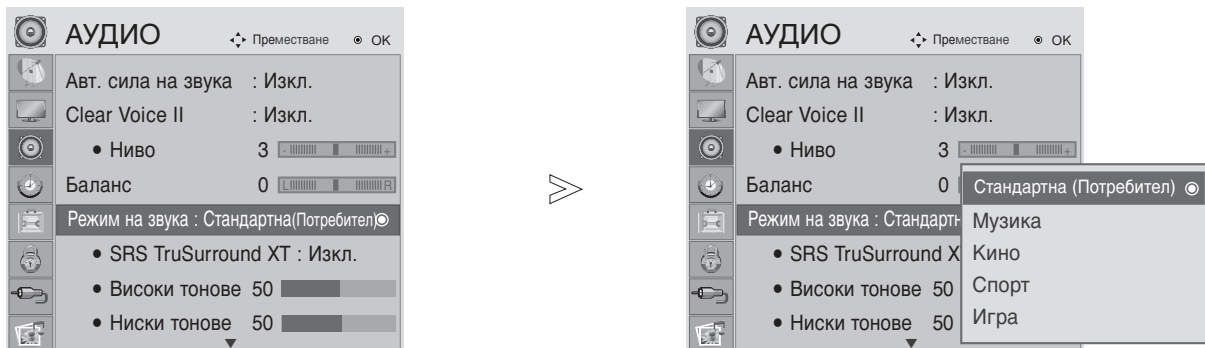 АУДИО Преместване OK
Авт. сила на звука : Изкл.
Clear Voice II : Изкл.
• Ниво 3 - +
Баланс 0 L R
Режим на звука : Стандартна(Потребител)
• SRS TruSurround XT : Изкл.
• Високи тонове 50
• Ниски тонове 50
АУДИО Преместване OK
Авт. сила на звука : Изкл.
Clear Voice II : Изкл.
• Ниво 3 - +
Баланс 0
Режим на звука : Стандартн
• SRS TruSurround X
• Високи тонове 50
• Ниски тонове 50
Стандартна (Потребител)
Музика
Кино
Спорт
Игра